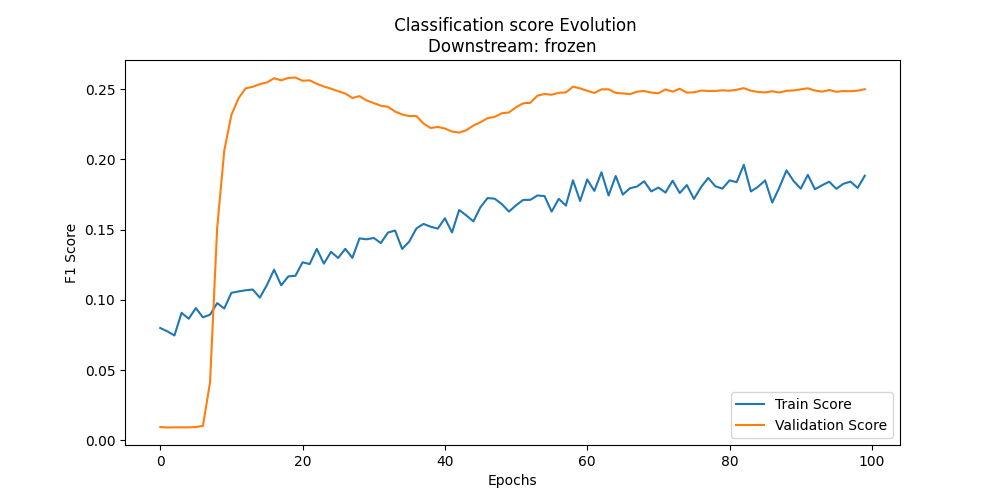 Classification score Evolution
Downstream: frozen
F1 Score
0.25
0.20
0.15
0.10
0.05
0.00
0 20 40 60 80 100
Epochs
Train Score
Validation Score